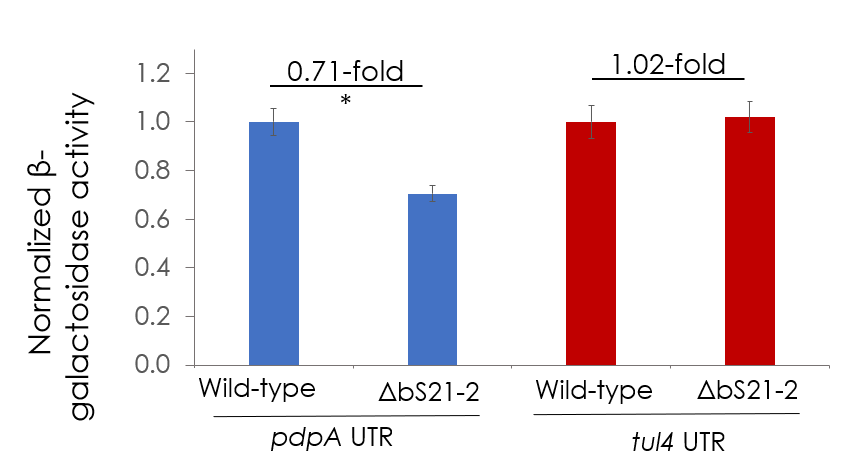 0.71-fold
*
1.02-fold
Normalized β-
galactosidase activity
1.2
1.0
0.8
0.6
0.4
0.2
0.0
Wild-type
ΔbS21-2
Wild-type
ΔbS21-2
pdpA UTR
tul4 UTR